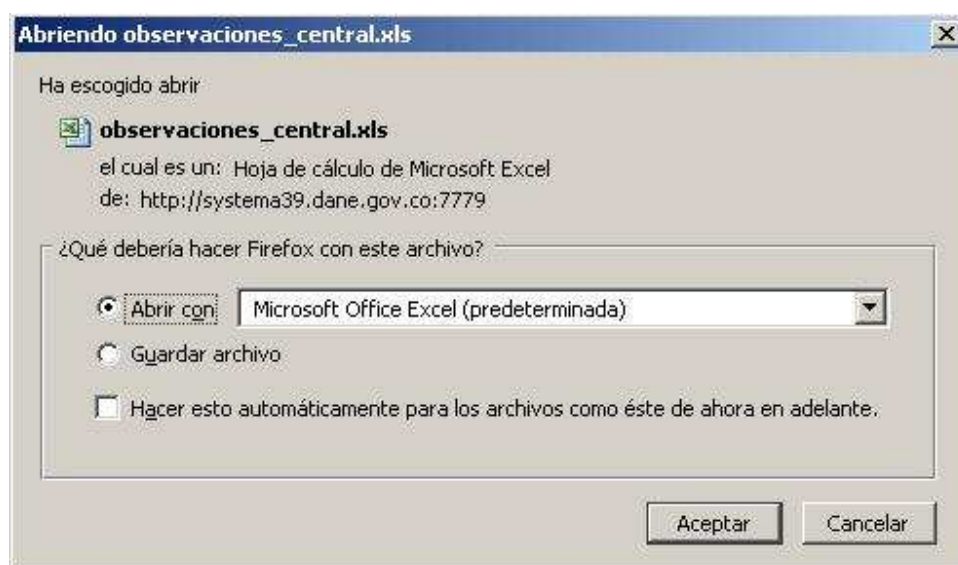 Abriendo observaciones_central.xls
Ha escogido abrir
observaciones_central.xls
el cual es un: Hoja de cálculo de Microsoft Excel
de: http://systema39.dane.gov.co:7779
¿Qué debería hacer Firefox con este archivo?
Abrir con Microsoft Office Excel (predeterminada)
Guardar archivo
Hacer esto automáticamente para los archivos como éste de ahora en adelante.
Aceptar Cancelar